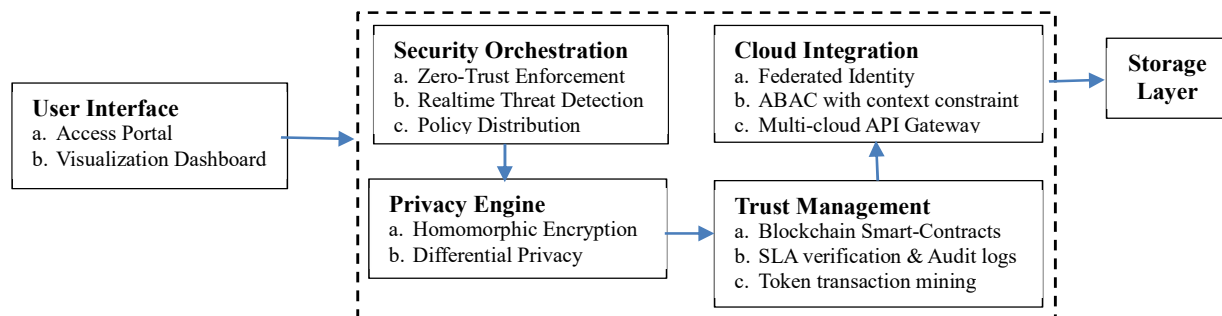 User Interface
a. Access Portal
b. Visualization Dashboard
Security Orchestration
a. Zero-Trust Enforcement
b. Realtime Threat Detection
c. Policy Distribution
Privacy Engine
a. Homomorphic Encryption
b. Differential Privacy
Trust Management
a. Blockchain Smart-Contracts
b. SLA verification & Audit logs
c. Token transaction mining
Cloud Integration
a. Federated Identity
b. ABAC with context constraint
c. Multi-cloud API Gateway
Storage
Layer